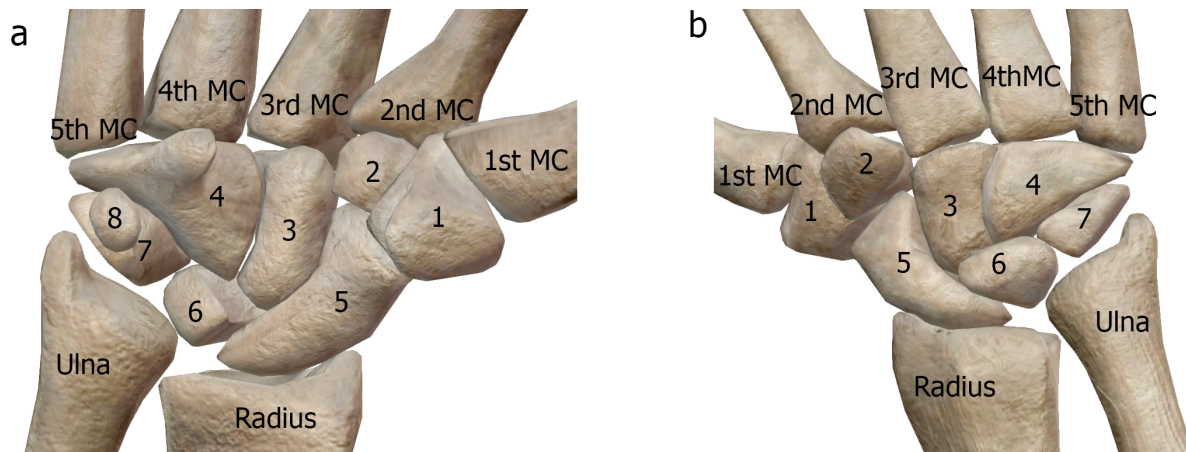 a
5th MC
4th MC
3rd MC
2nd MC
1st MC
1
2
3
4
5
6
7
8
Ulna
Radius
b
1st MC
2nd MC
3rd MC
4thMC
5th MC
1
2
3
4
5
6
7
Radius
Ulna